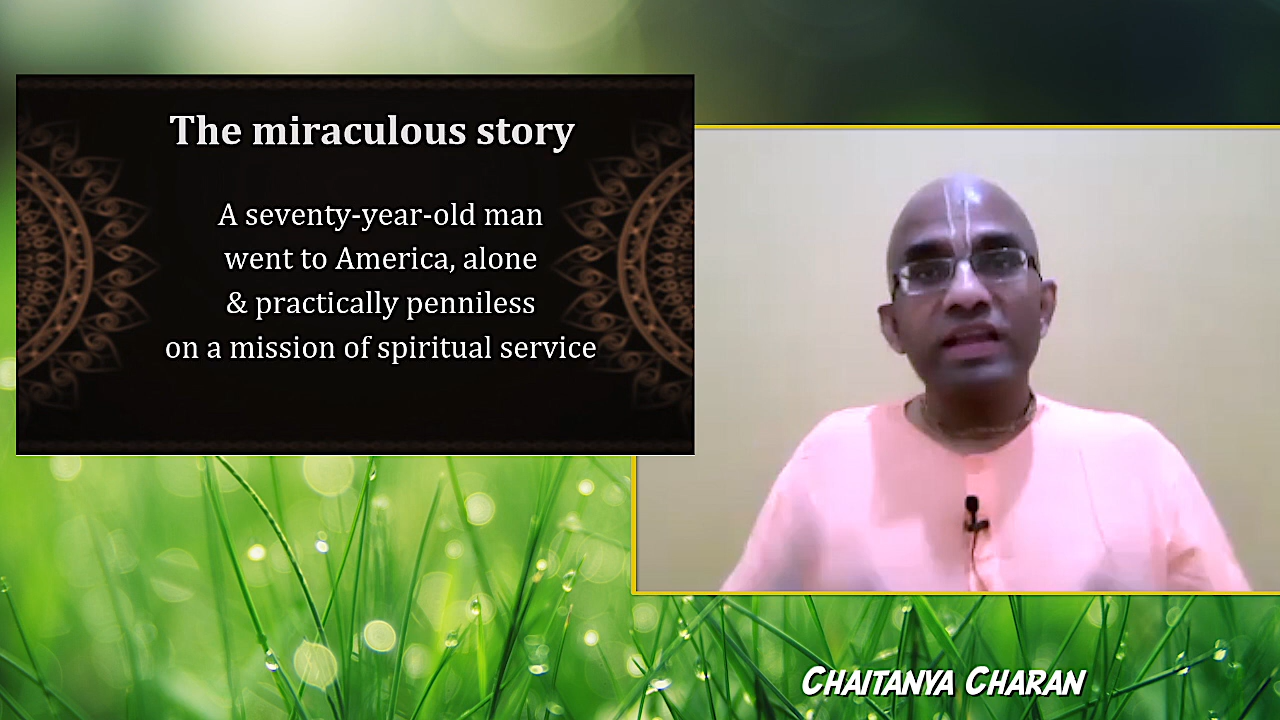 The miraculous story
A seventy-year-old man
went to America, alone
& practically penniless
on a mission of spiritual service
CHAITANYA CHARAN